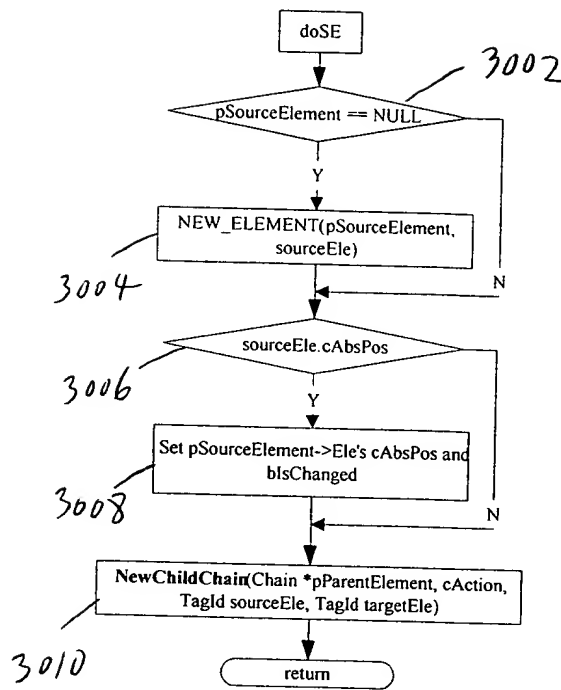 doSE
3002
pSourceElement == NULL
Y
NEW_ELEMENT(pSourceElement,
sourceEle)
3004
N
sourceEle.cAbsPos
3006
Y
Set pSourceElement->Ele's cAbsPos and
bIsChanged
3008
N
NewChildChain(Chain *pParentElement, cAction,
TagId sourceEle, TagId targetEle)
3010
return